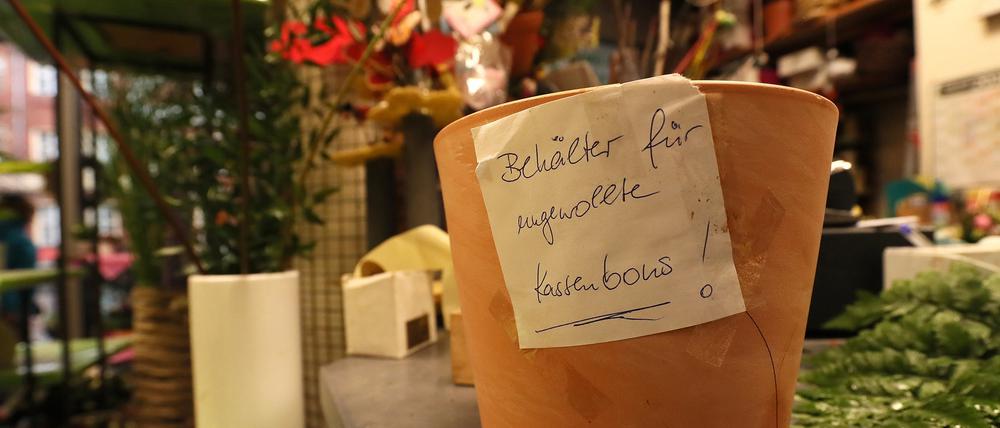 Behälter für
ungewollte
Kassenbons !